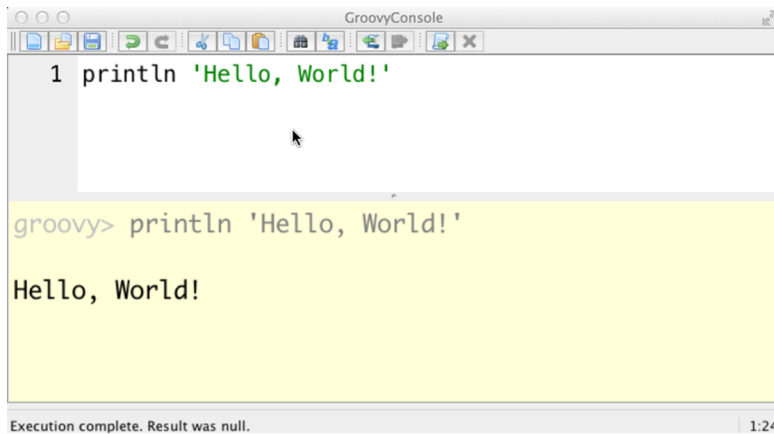 GroovyConsole
1 println 'Hello, World!'
groovy> println 'Hello, World!'
Hello, World!
Execution complete. Result was null.
1:24